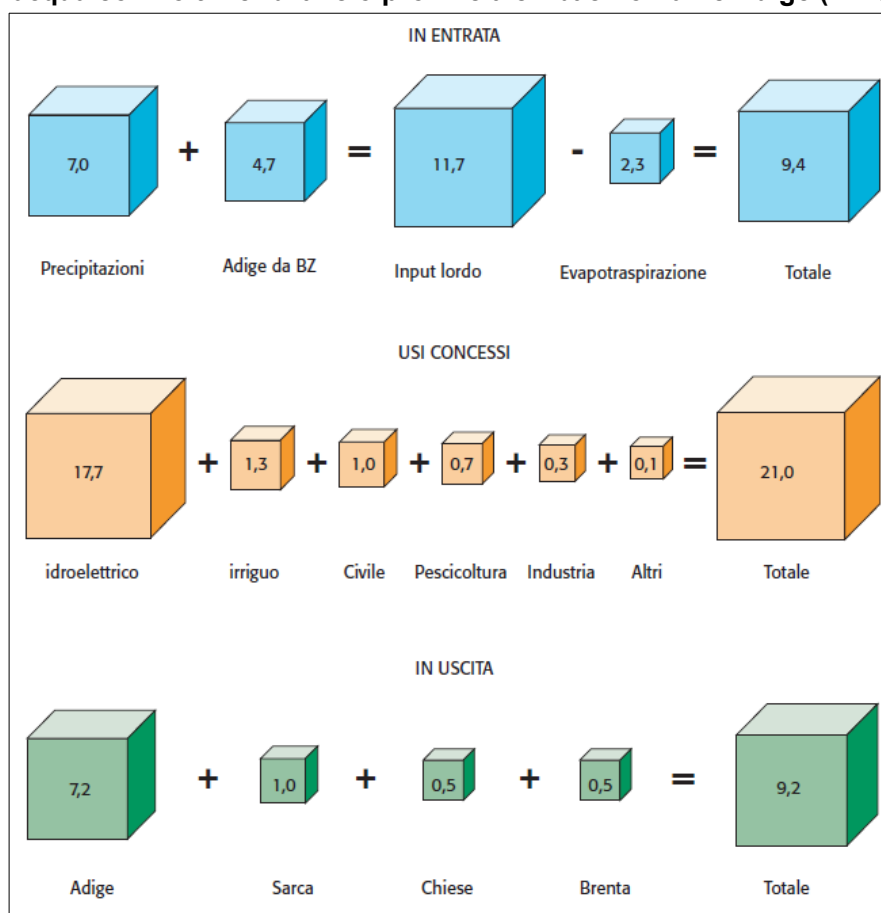 IN ENTRATA
7,0 + 4,7 = 11,7 - 2,3 = 9,4
Precipitazioni Adige da BZ Input lordo Evapotraspirazione Totale
USI CONCESSI
17,7 + 1,3 + 1,0 + 0,7 + 0,3 + 0,1 = 21,0
idroelettrico irriguo Civile Pescicoltura Industria Altri Totale
IN USCITA
7,2 + 1,0 + 0,5 + 0,5 = 9,2
Adige Sarca Chiese Brenta Totale